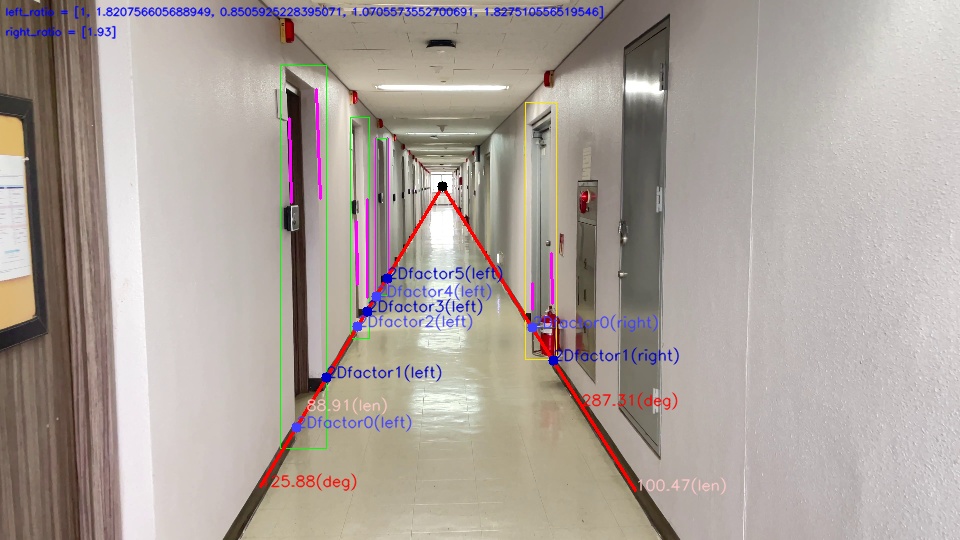 left_ratio = [1, 1.820756605688949, 0.8505925228395071, 1.0705573552700691, 1.827510556519546]
right_ratio = [1.93]
2Dfactor5(left)
2Dfactor4(left)
2Dfactor3(left)
2Dfactor2(left)
2Dfactor0(right)
2Dfactor1(right)
2Dfactor1(left)
88.91(len)
287.31(deg)
2Dfactor0(left)
25.88(deg)
100.47(len)